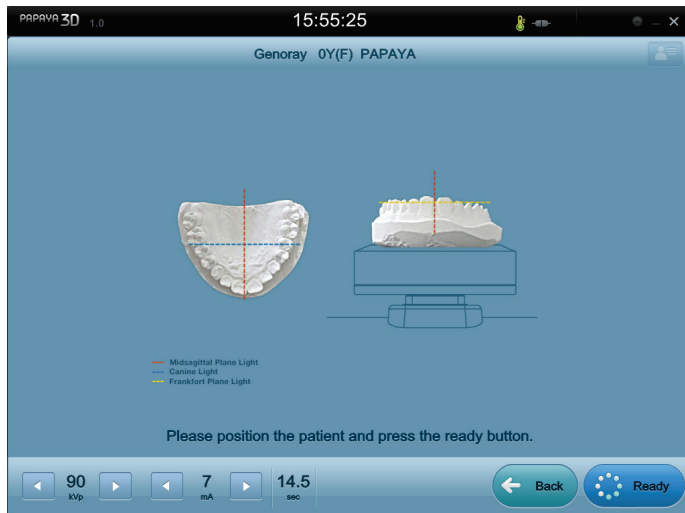 PAPAYA 3D 1.0
15:55:25
Genoray 0Y(F) PAPAYA
Midsagittal Plane Light
Canine Light
Frankfort Plane Light
Please position the patient and press the ready button.
90
kVp
7
mA
14.5
sec
Back
Ready